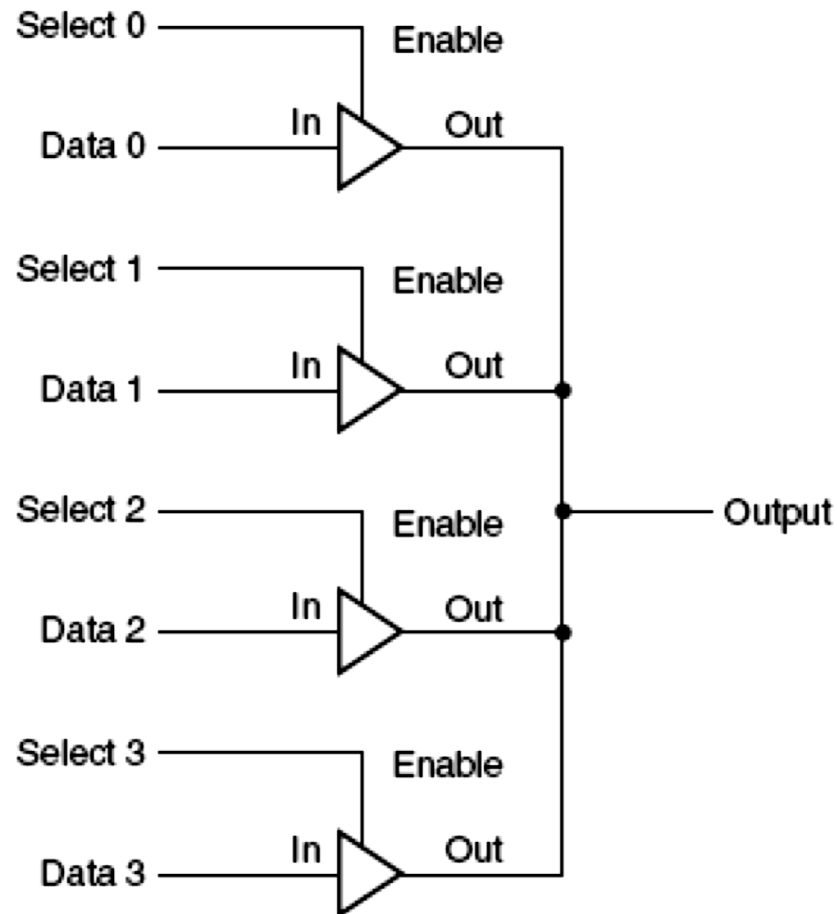 Select 0
Enable
In
Out
Data 0
Select 1
Enable
In
Out
Data 1
Select 2
Enable
Output
In
Out
Data 2
Select 3
Enable
In
Out
Data 3